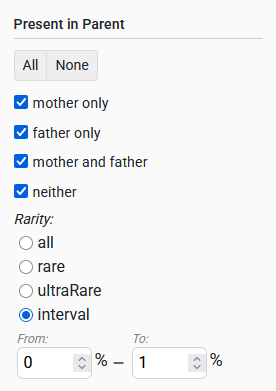 Present in Parent
All None
mother only
father only
mother and father
neither
Rarity:
all
rare
ultraRare
interval
From: To:
0 % – 1 %